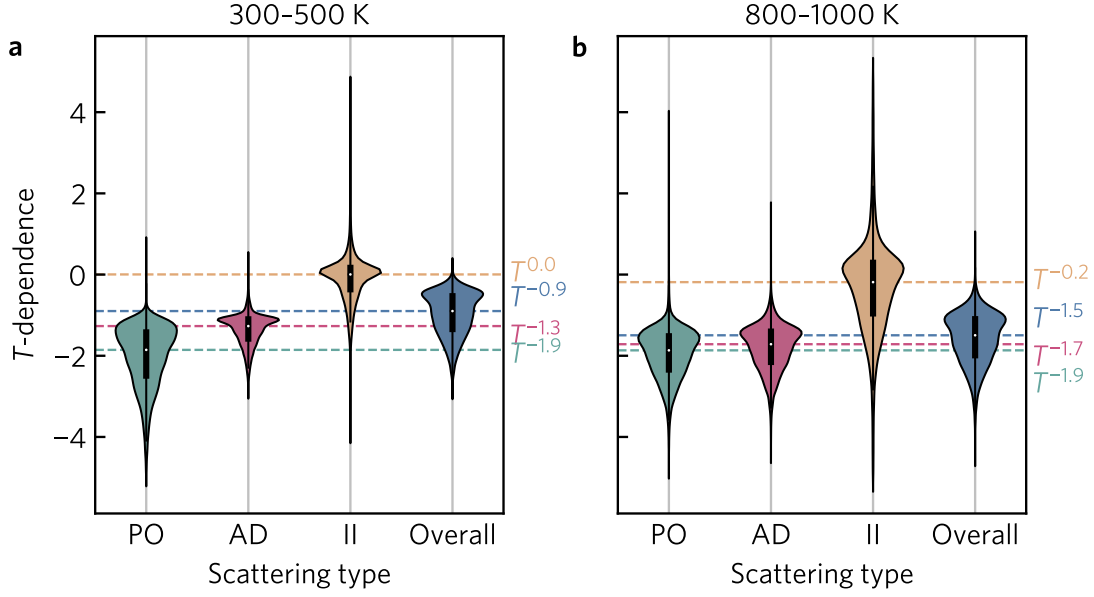 300–500 K
800–1000 K
a
b
T-dependence
4
2
0
−2
−4
T^0.0
T^−0.9
T^−1.3
T^−1.9
T^−0.2
T^−1.5
T^−1.7
T^−1.9
PO AD II Overall
PO AD II Overall
Scattering type
Scattering type